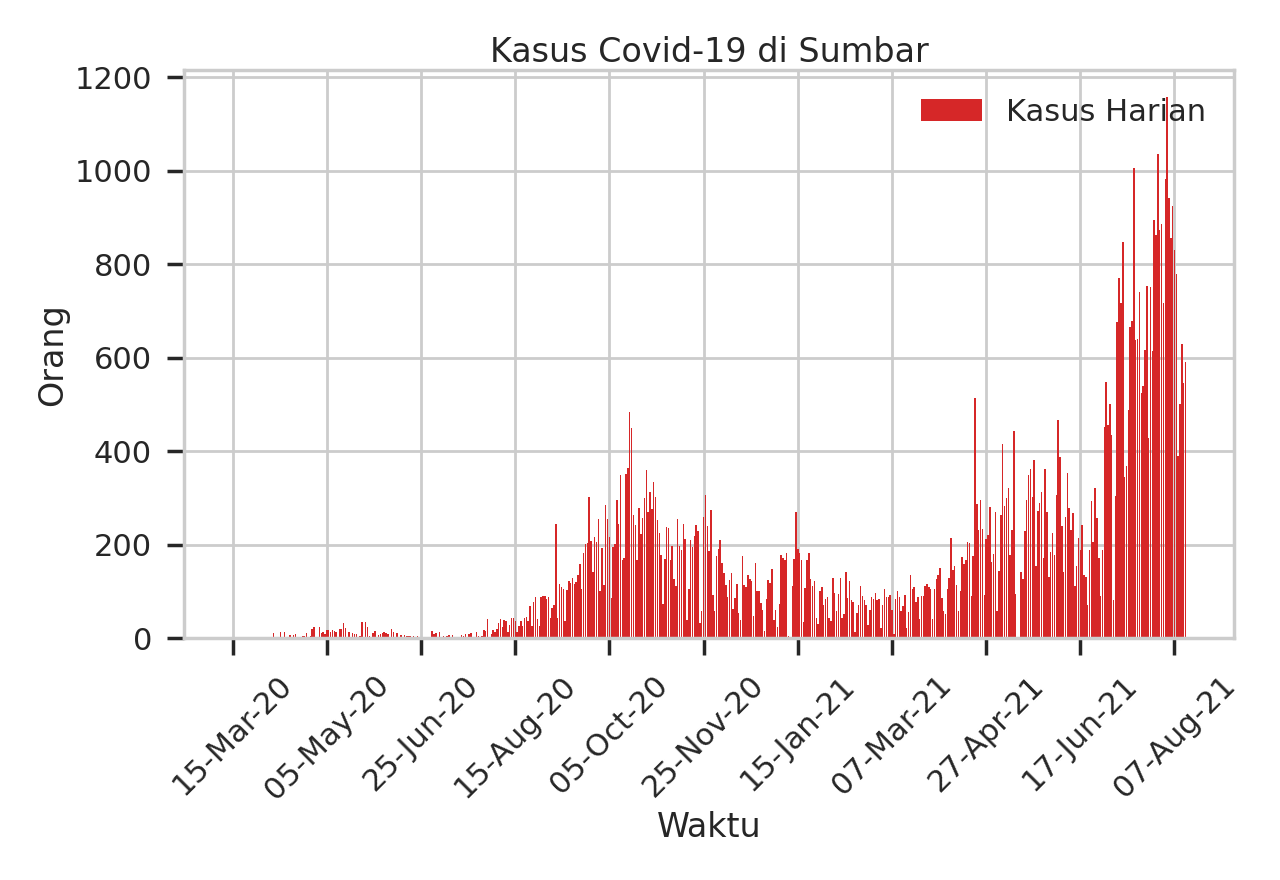 Kasus Covid-19 di Sumbar
Kasus Harian
1200
1000
800
600
400
200
0
Orang
15-Mar-20
05-May-20
25-Jun-20
15-Aug-20
05-Oct-20
25-Nov-20
15-Jan-21
07-Mar-21
27-Apr-21
17-Jun-21
07-Aug-21
Waktu